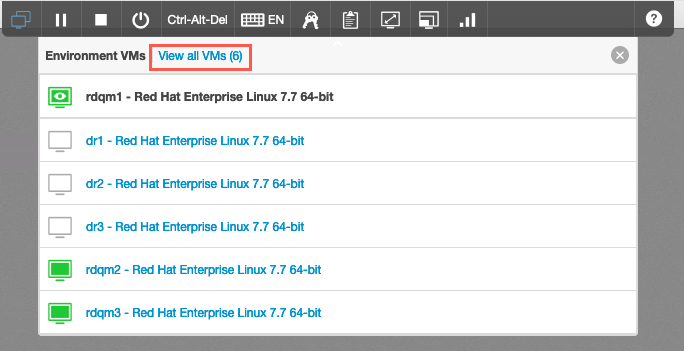 Ctrl-Alt-Del EN ?
Environment VMs View all VMs (6)
rdqm1 - Red Hat Enterprise Linux 7.7 64-bit
dr1 - Red Hat Enterprise Linux 7.7 64-bit
dr2 - Red Hat Enterprise Linux 7.7 64-bit
dr3 - Red Hat Enterprise Linux 7.7 64-bit
rdqm2 - Red Hat Enterprise Linux 7.7 64-bit
rdqm3 - Red Hat Enterprise Linux 7.7 64-bit